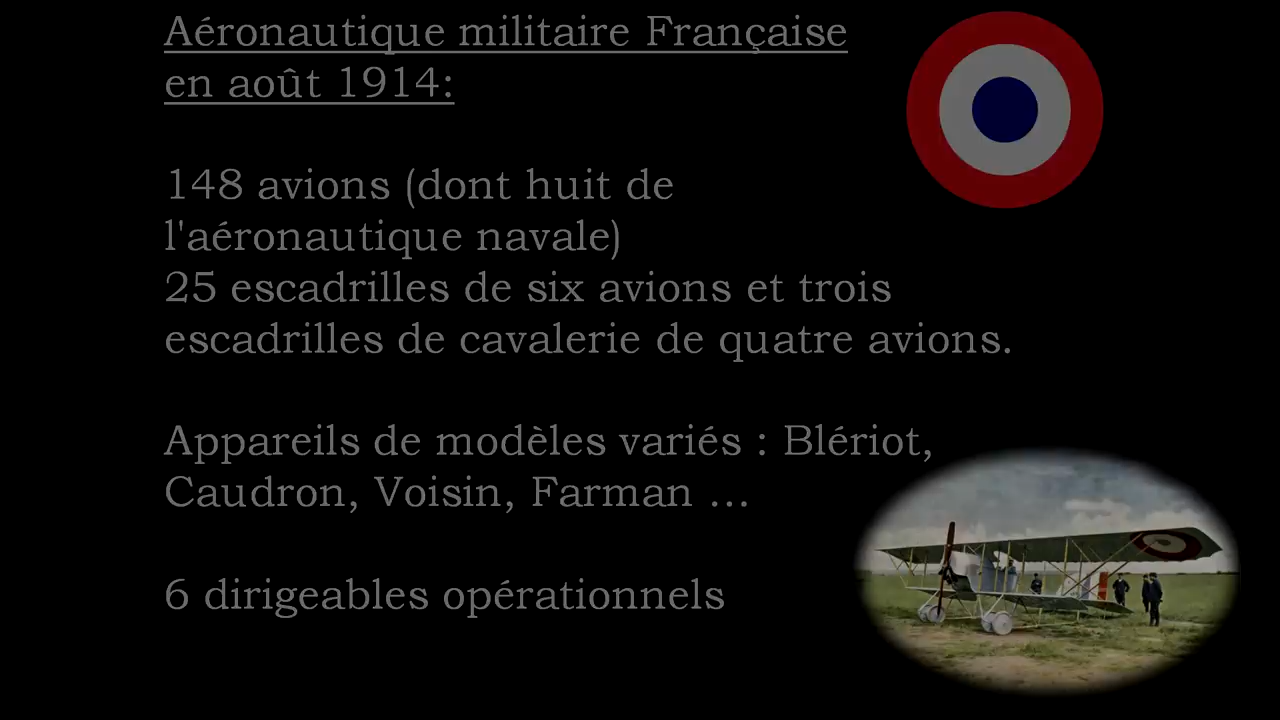 Aéronautique militaire Française
en août 1914:
148 avions (dont huit de
l'aéronautique navale)
25 escadrilles de six avions et trois
escadrilles de cavalerie de quatre avions.
Appareils de modèles variés : Blériot,
Caudron, Voisin, Farman ...
6 dirigeables opérationnels